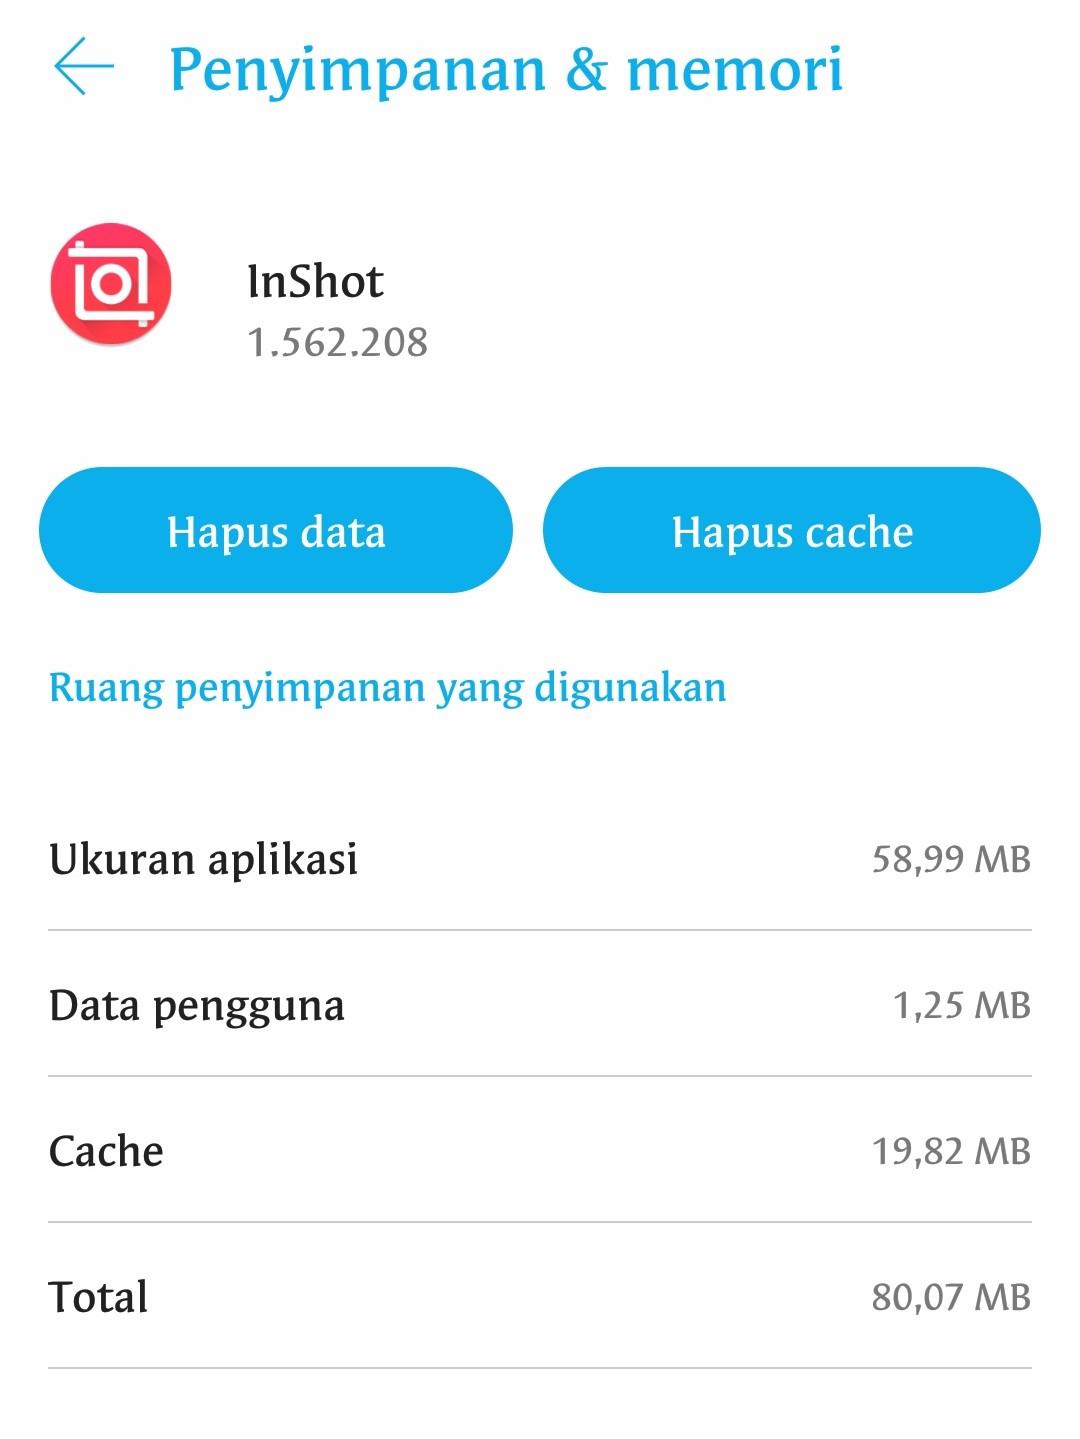 Penyimpanan & memori
InShot
1.562.208
Hapus data
Hapus cache
Ruang penyimpanan yang digunakan
Ukuran aplikasi 58,99 MB
Data pengguna 1,25 MB
Cache 19,82 MB
Total 80,07 MB